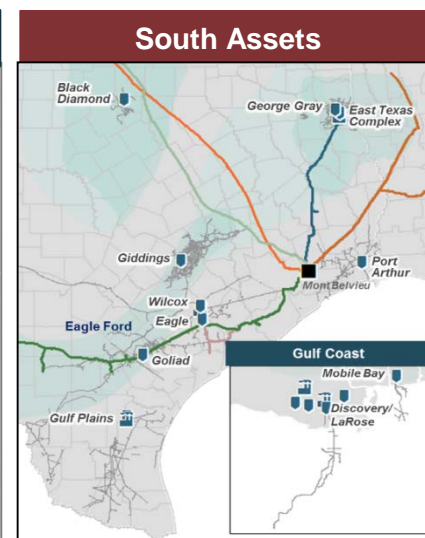 South Assets
Black
Diamond
George Gray
East Texas
Complex
Giddings
Port
Arthur
Mont Belvieu
Wilcox
Eagle
Eagle Ford
Goliad
Gulf Plains
Gulf Coast
Mobile Bay
Discovery/
LaRose